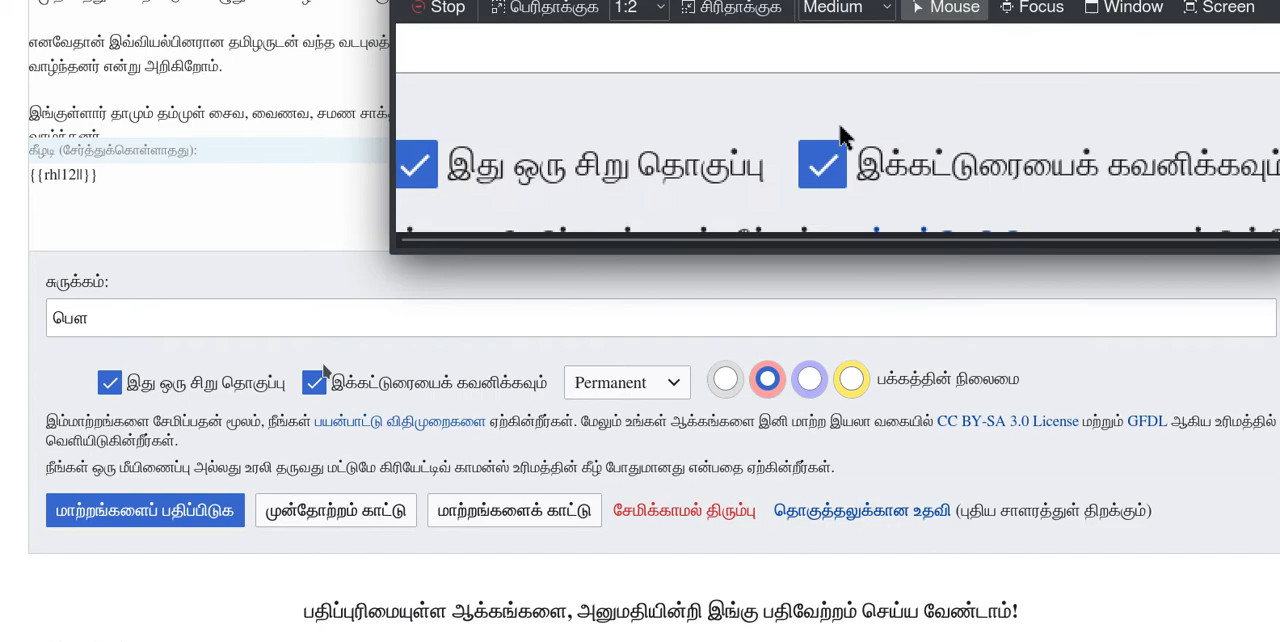 எனவேதான் இவ்வியல்பினரான தமிழருடன் வந்த வடபுலத்
வாழ்ந்தனர் என்று அறிகிறோம்.
இங்குள்ளார் தாமும் தம்முள் சைவ, வைணவ, சமண சாக்
வாழ்ந்தனர்
கீழடி (சேர்த்துக்கொள்ளாதது):
{{rh|12||}}
Stop பெரிதாக்குக 1:2 சிரிதாக்குக Medium Mouse Focus Window Screen
இது ஒரு சிறு தொகுப்பு இக்கட்டுரையைக் கவனிக்கவும்
சுருக்கம்:
பௌ
இது ஒரு சிறு தொகுப்பு இக்கட்டுரையைக் கவனிக்கவும் Permanent பக்கத்தின் நிலைமை
இம்மாற்றங்களை சேமிப்பதன் மூலம், நீங்கள் பயன்பாட்டு விதிமுறைகளை ஏற்கின்றீர்கள். மேலும் உங்கள் ஆக்கங்களை இனி மாற்ற இயலா வகையில் CC BY-SA 3.0 License மற்றும் GFDL ஆகிய உரிமத்தில்
வெளியிடுகின்றீர்கள்.
நீங்கள் ஒரு மீயிணைப்பு அல்லது உரலி தருவது மட்டுமே கிரியேட்டிவ் காமன்ஸ் உரிமத்தின் கீழ் போதுமானது என்பதை ஏற்கின்றீர்கள்.
மாற்றங்களைப் பதிப்பிடுக முன்தோற்றம் காட்டு மாற்றங்களைக் காட்டு சேமிக்காமல் திரும்பு தொகுத்தலுக்கான உதவி (புதிய சாளரத்துள் திறக்கும்)
பதிப்புரிமையுள்ள ஆக்கங்களை, அனுமதியின்றி இங்கு பதிவேற்றம் செய்ய வேண்டாம்!